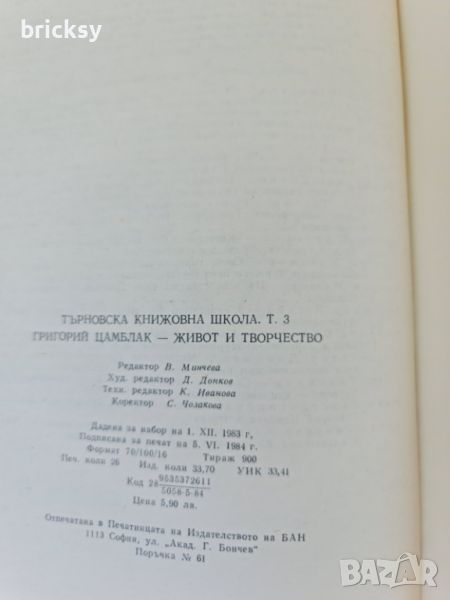 bricksy
ТЪРНОВСКА КНИЖОВНА ШКОЛА. Т. 3
ГРИГОРИЙ ЦАМБЛАК — ЖИВОТ И ТВОРЧЕСТВО
Редактор В. Минчева
Худ. редактор Д. Донков
Техн. редактор К. Иванова
Коректор С. Чозакова
Дадена за набор на 1. XII. 1983 г,
Подписана за печат на 5. VI. 1984 г.
Формат 70/100/16 Тираж 900
Печ. коли 26 Изд. коли 33,70 УИК 33,41
Код 28 9535372611
5058-5-84
Цена 5,90 лв.
Отпечатана в Печатницата на Издателството на БАН
1113 София, ул. „Акад. Г. Бончев"
Поръчка № 61
BAZAR